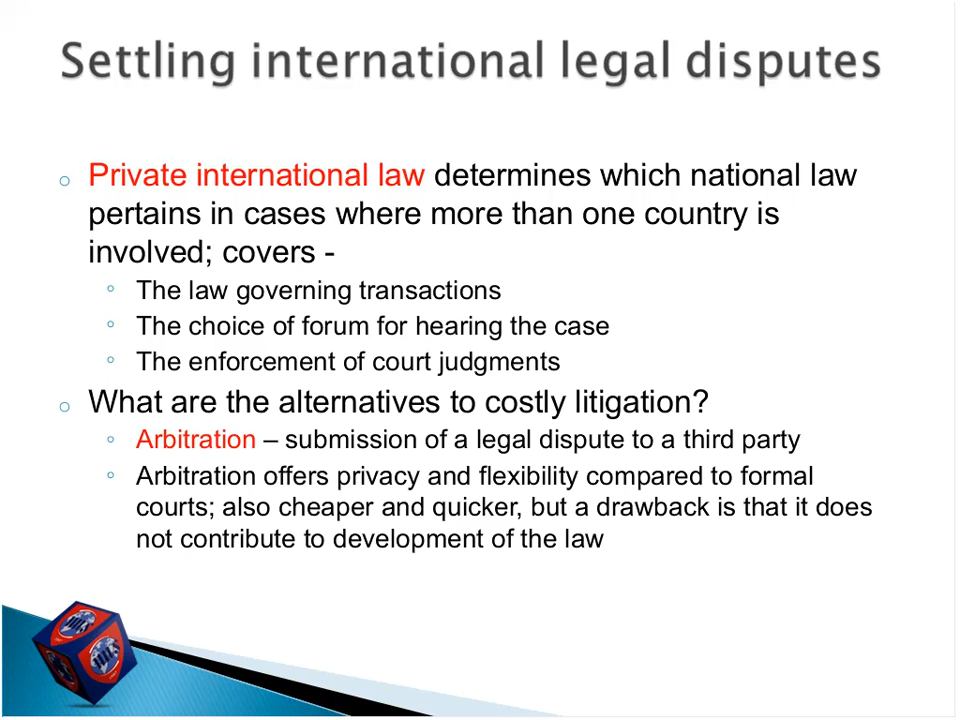 Settling international legal disputes
Private international law determines which national law
pertains in cases where more than one country is
involved; covers -
The law governing transactions
The choice of forum for hearing the case
The enforcement of court judgments
What are the alternatives to costly litigation?
Arbitration – submission of a legal dispute to a third party
Arbitration offers privacy and flexibility compared to formal
courts; also cheaper and quicker, but a drawback is that it does
not contribute to development of the law